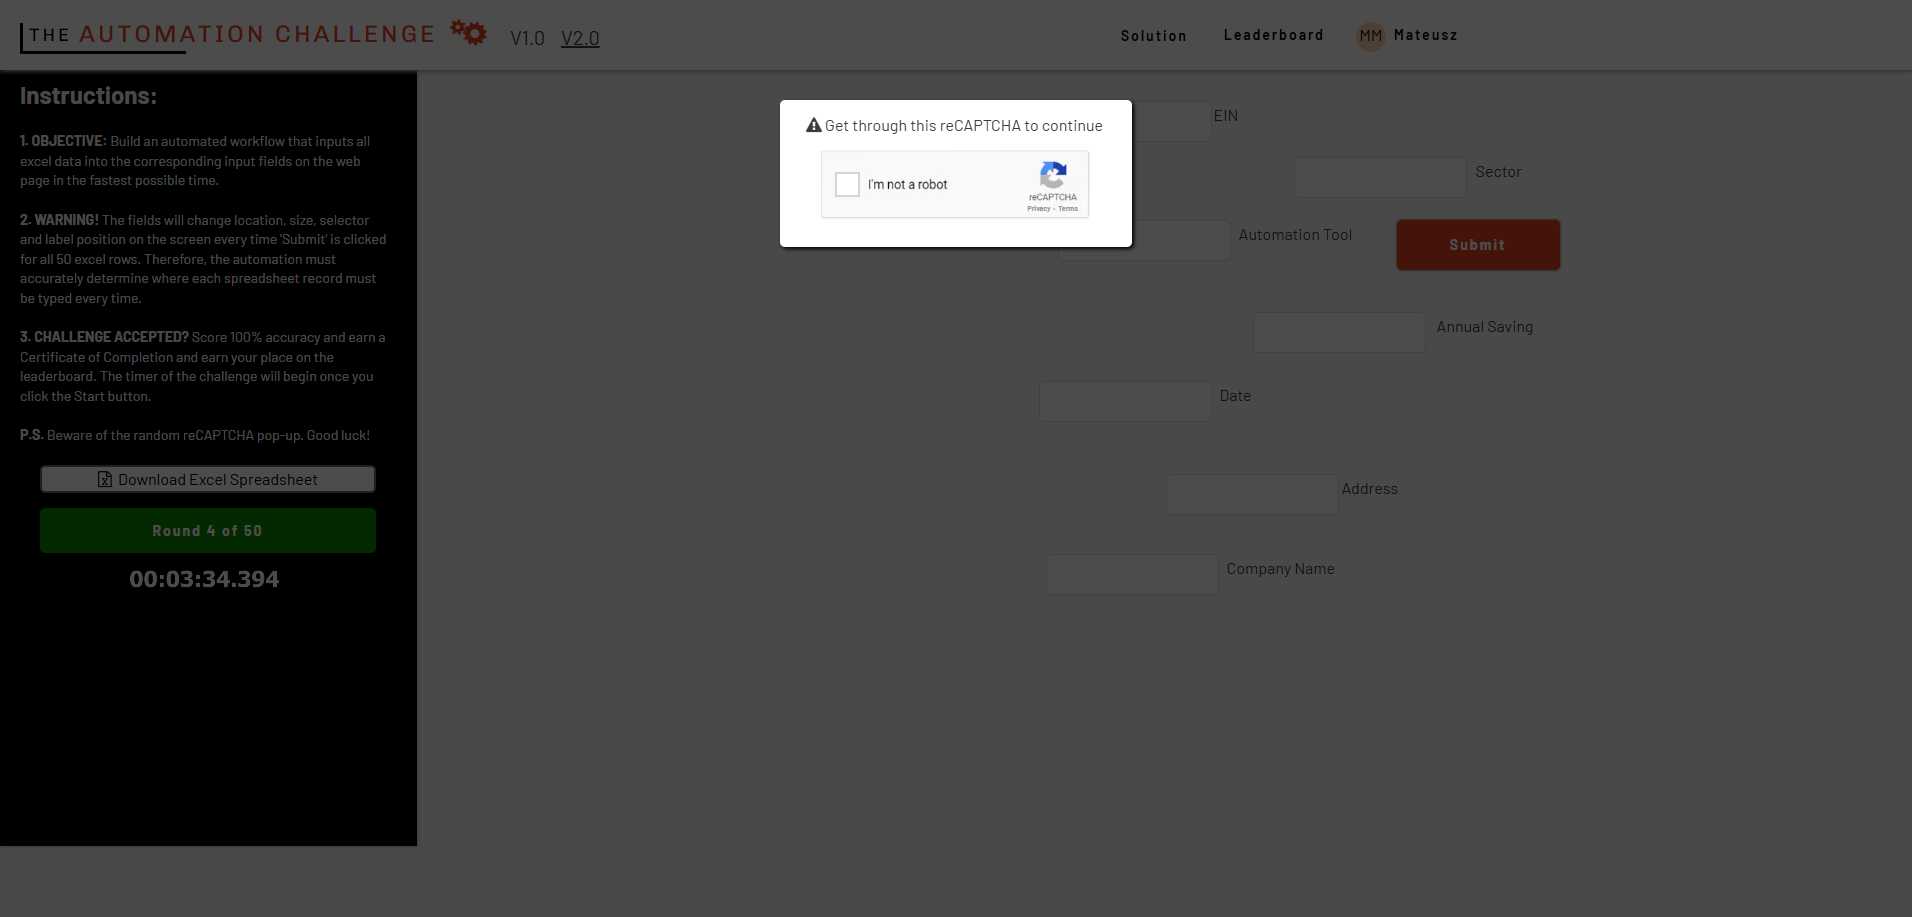 THE AUTOMATION CHALLENGE V1.0 V2.0 Solution Leaderboard MM Mateusz
Instructions:
1. OBJECTIVE: Build an automated workflow that inputs all
excel data into the corresponding input fields on the web
page in the fastest possible time.
2. WARNING! The fields will change location, size, selector
and label position on the screen every time 'Submit' is clicked
for all 50 excel rows. Therefore, the automation must
accurately determine where each spreadsheet record must
be typed every time.
3. CHALLENGE ACCEPTED? Score 100% accuracy and earn a
Certificate of Completion and earn your place on the
leaderboard. The timer of the challenge will begin once you
click the Start button.
P.S. Beware of the random reCAPTCHA pop-up. Good luck!
Download Excel Spreadsheet
Round 4 of 50
00:03:34.394
Get through this reCAPTCHA to continue
I'm not a robot
reCAPTCHA
Privacy - Terms
EIN
Sector
Automation Tool
Submit
Annual Saving
Date
Address
Company Name